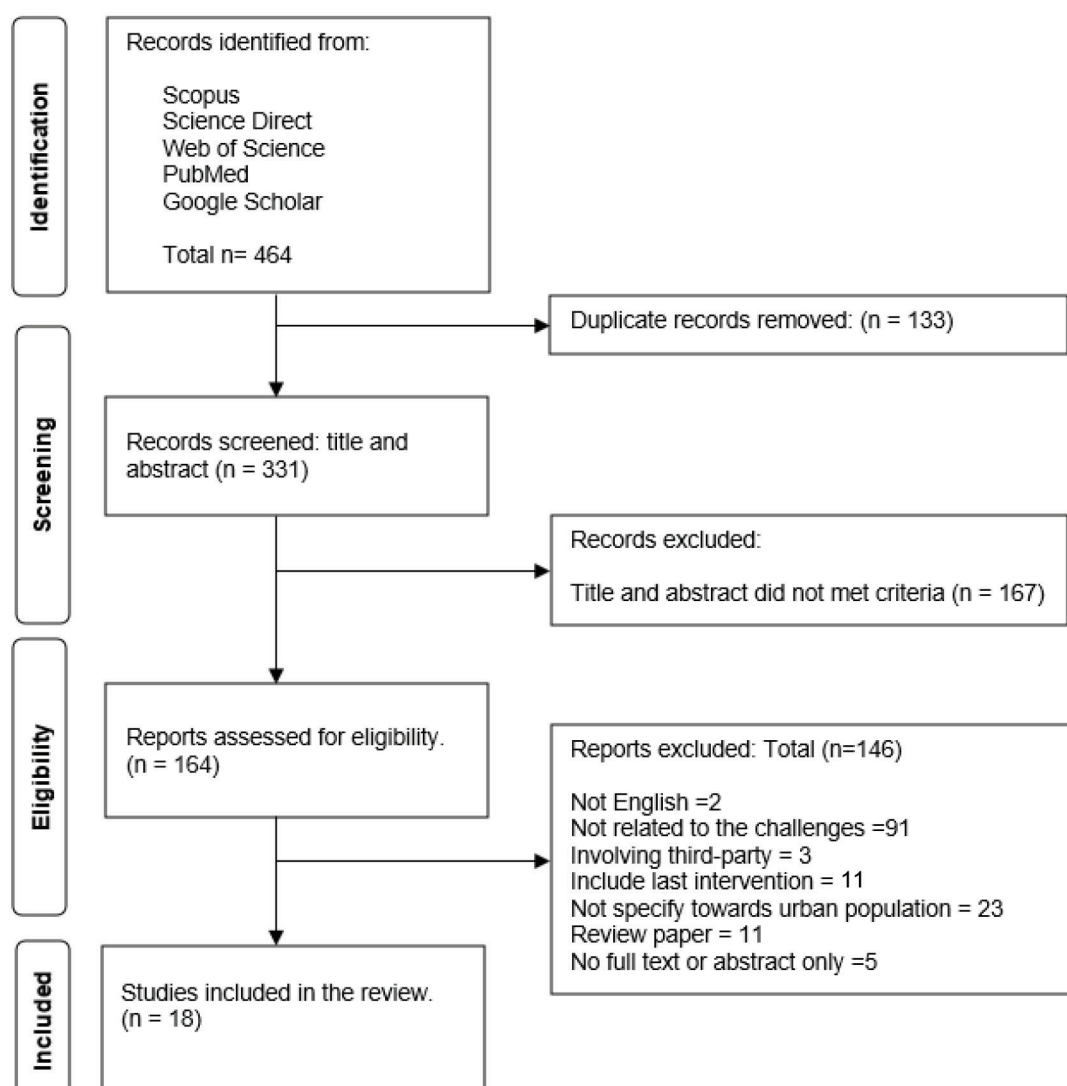 Identification
Records identified from:
Scopus
Science Direct
Web of Science
PubMed
Google Scholar
Total n= 464
Duplicate records removed: (n = 133)
Screening
Records screened: title and
abstract (n = 331)
Records excluded:
Title and abstract did not met criteria (n = 167)
Eligibility
Reports assessed for eligibility.
(n = 164)
Reports excluded: Total (n=146)
Not English =2
Not related to the challenges =91
Involving third-party = 3
Include last intervention = 11
Not specify towards urban population = 23
Review paper = 11
No full text or abstract only =5
Included
Studies included in the review.
(n = 18)